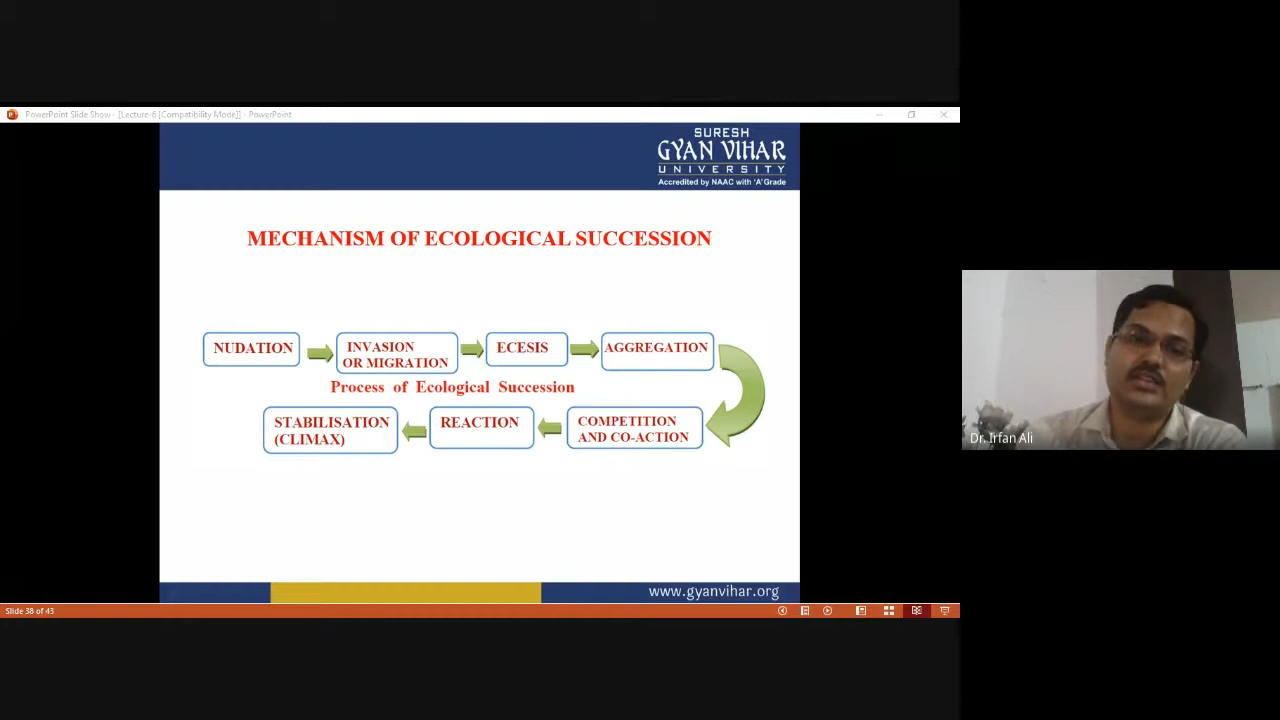 PowerPoint Slide Show - [Lecture-6 [Compatibility Mode]] - PowerPoint
SURESH
GYAN VIHAR
UNIVERSITY
Accredited by NAAC with 'A' Grade
MECHANISM OF ECOLOGICAL SUCCESSION
NUDATION
INVASION
OR MIGRATION
ECESIS
AGGREGATION
Process of Ecological Succession
COMPETITION
AND CO-ACTION
REACTION
STABILISATION
(CLIMAX)
Dr. Irfan Ali
www.gyanvihar.org
Slide 38 of 43